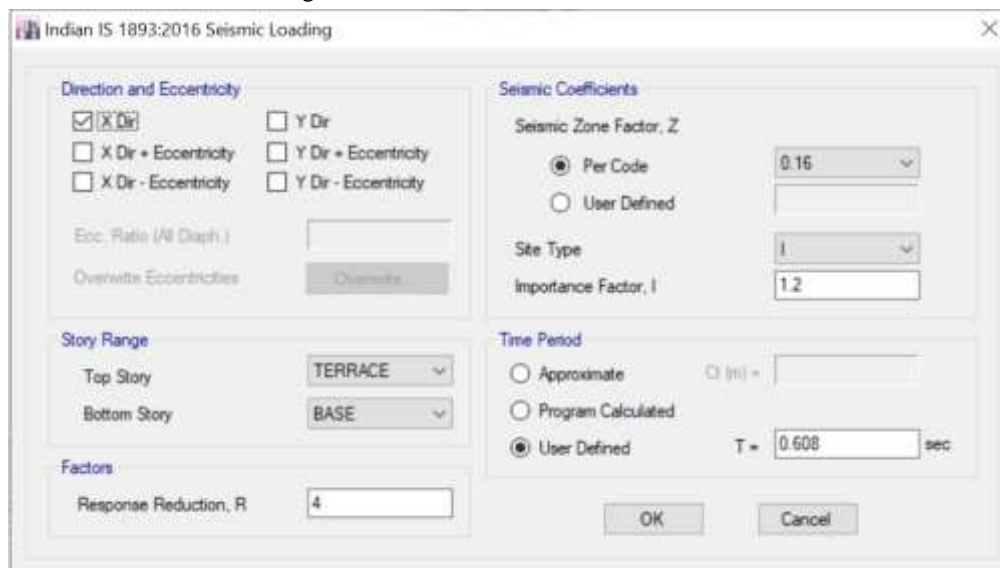 Indian IS 1893:2016 Seismic Loading
Direction and Eccentricity
X Dir
Y Dir
X Dir + Eccentricity
Y Dir + Eccentricity
X Dir - Eccentricity
Y Dir - Eccentricity
Ecc. Ratio (All Diaph.)
Overwrite Eccentricities
Overwrite...
Story Range
Top Story
TERRACE
Bottom Story
BASE
Factors
Response Reduction, R
4
Seismic Coefficients
Seismic Zone Factor, Z
Per Code
0.16
User Defined
Site Type
I
Importance Factor, I
1.2
Time Period
Approximate
Ct (m) =
Program Calculated
User Defined
T =
0.608
sec
OK
Cancel